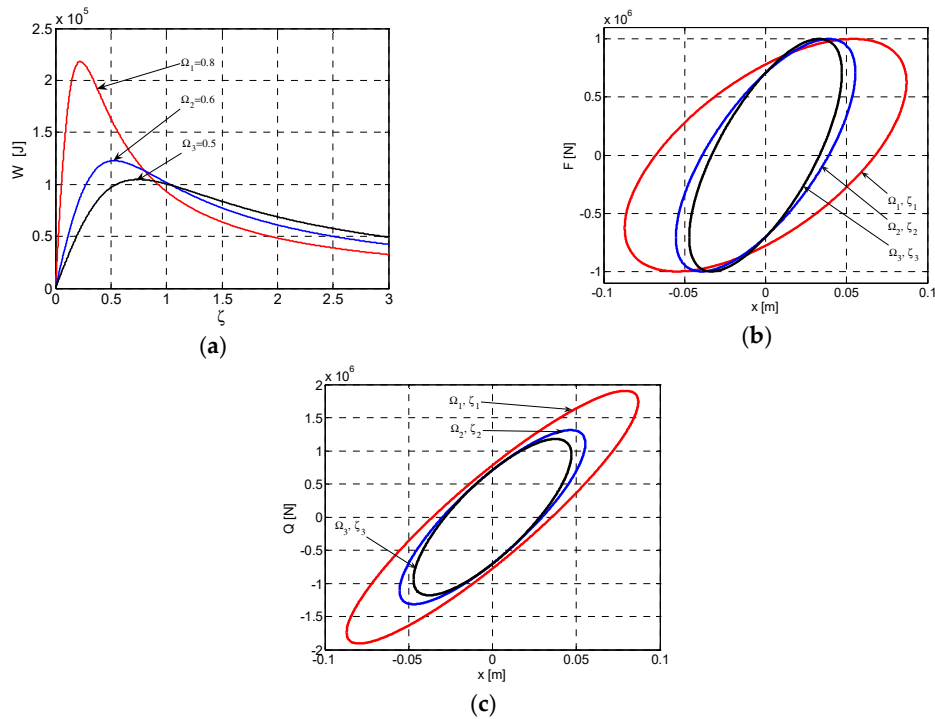 x 10^5
2.5
2
1.5
1
0.5
0
W [J]
Ω₁=0.8
Ω₂=0.6
Ω₃=0.5
0 0.5 1 1.5 2 2.5 3
ζ
(a)
x 10^6
1
0.5
0
-0.5
-1
F [N]
Ω₁, ζ₁
Ω₂, ζ₂
Ω₃, ζ₃
-0.1 -0.05 0 0.05 0.1
x [m]
(b)
x 10^6
2
1.5
1
0.5
0
-0.5
-1
-1.5
-2
Q [N]
Ω₁, ζ₁
Ω₂, ζ₂
Ω₃, ζ₃
-0.1 -0.05 0 0.05 0.1
x [m]
(c)